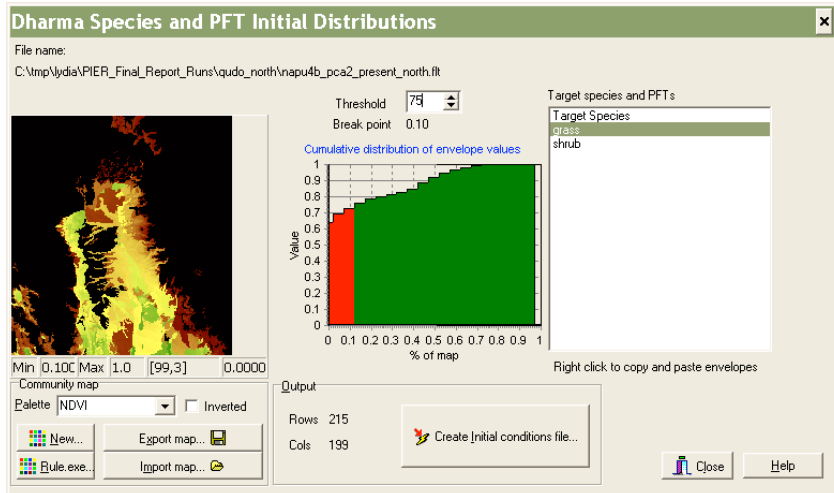 Dharma Species and PFT Initial Distributions
File name:
C:\tmp\lydia\PIER_Final_Report_Runs\qudo_north\napu4b_pca2_present_north.flt
Threshold 75
Break point 0.10
Cumulative distribution of envelope values
1
0.9
0.8
0.7
0.6
0.5
0.4
0.3
0.2
0.1
0
Value
0 0.1 0.2 0.3 0.4 0.5 0.6 0.7 0.8 0.9 1
% of map
Target species and PFTs
Target Species
grass
shrub
Right click to copy and paste envelopes
Min 0.10C Max 1.0 [99,3] 0.0000
Community map
Palette NDVI Inverted
New... Export map...
Rule.exe... Import map...
Output
Rows 215
Cols 199
Create Initial conditions file...
Close Help